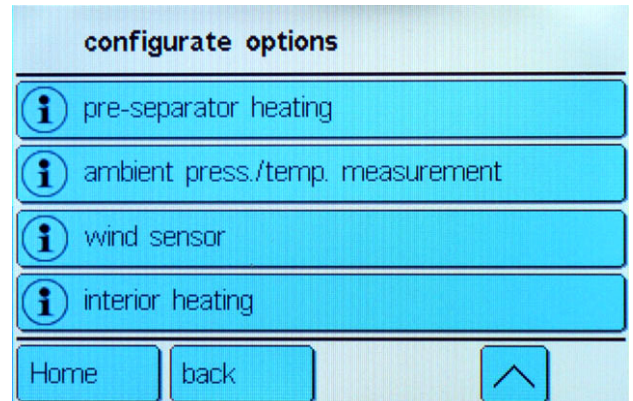 configurate options
pre-separator heating
ambient press./temp. measurement
wind sensor
interior heating
Home back